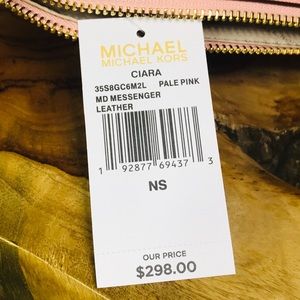 MICHAEL
MICHAEL KORS
CIARA
35S8GC6M2L PALE PINK
MD MESSENGER
LEATHER
1 92877 69437 3
NS
OUR PRICE
$298.00